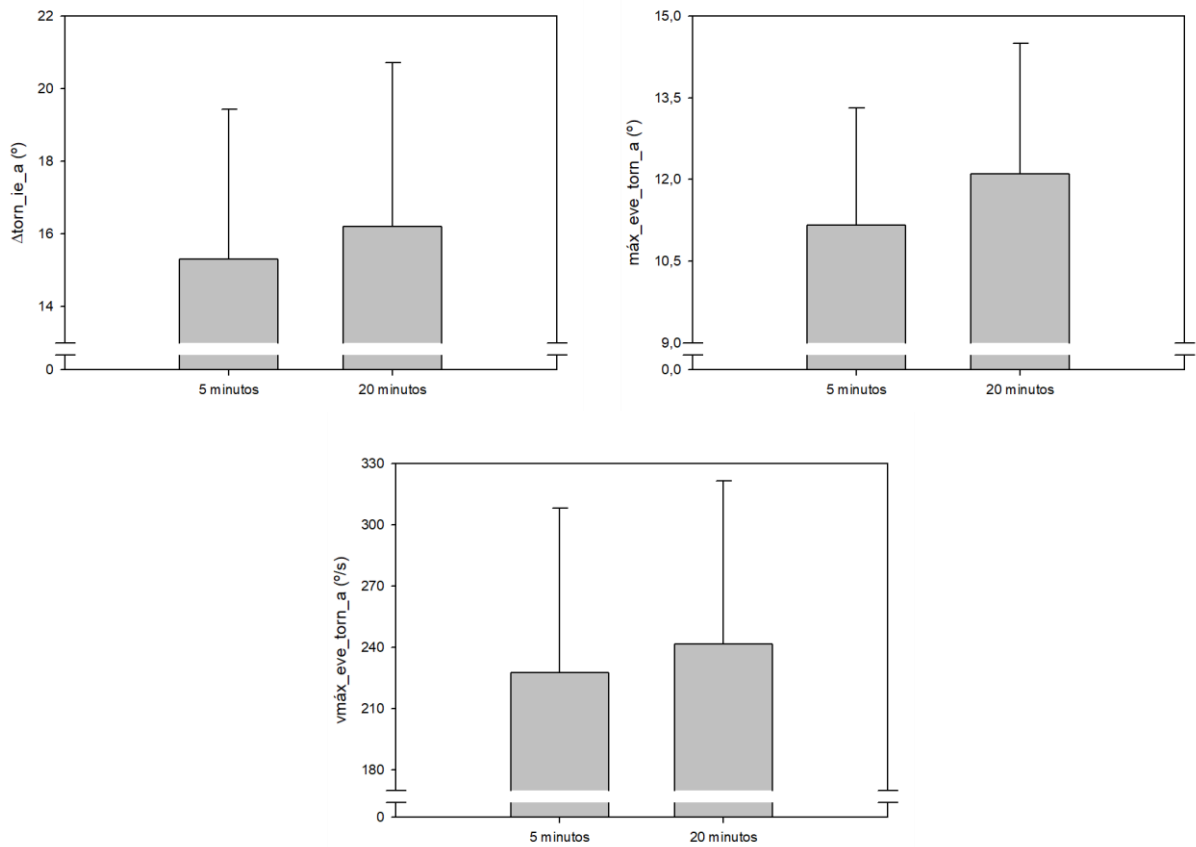 Δtorn_ie_a (º)
22
20
18
16
14
0
5 minutos
20 minutos
máx_eve_torn_a (º)
15,0
13,5
12,0
10,5
9,0
0,0
5 minutos
20 minutos
vmáx_eve_torn_a (º/s)
330
300
270
240
210
180
0
5 minutos
20 minutos